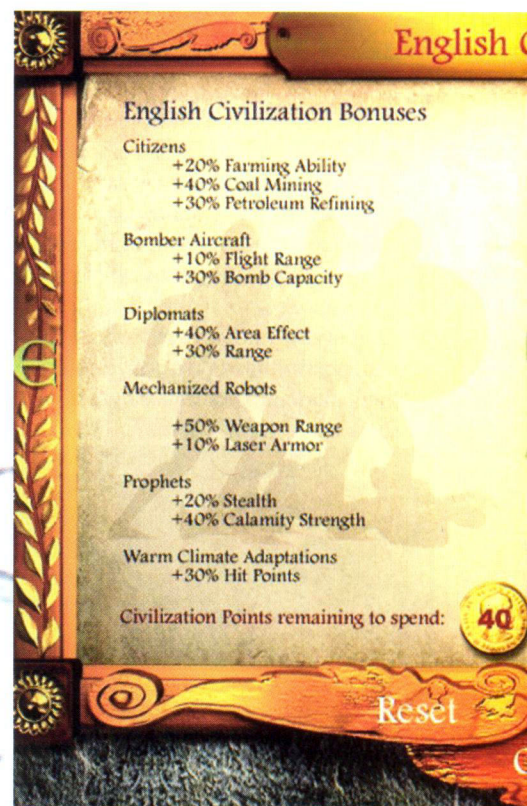 English
English Civilization Bonuses
Citizens
+20% Farming Ability
+40% Coal Mining
+30% Petroleum Refining
Bomber Aircraft
+10% Flight Range
+30% Bomb Capacity
Diplomats
+40% Area Effect
+30% Range
Mechanized Robots
+50% Weapon Range
+10% Laser Armor
Prophets
+20% Stealth
+40% Calamity Strength
Warm Climate Adaptations
+30% Hit Points
Civilization Points remaining to spend: 40
Reset